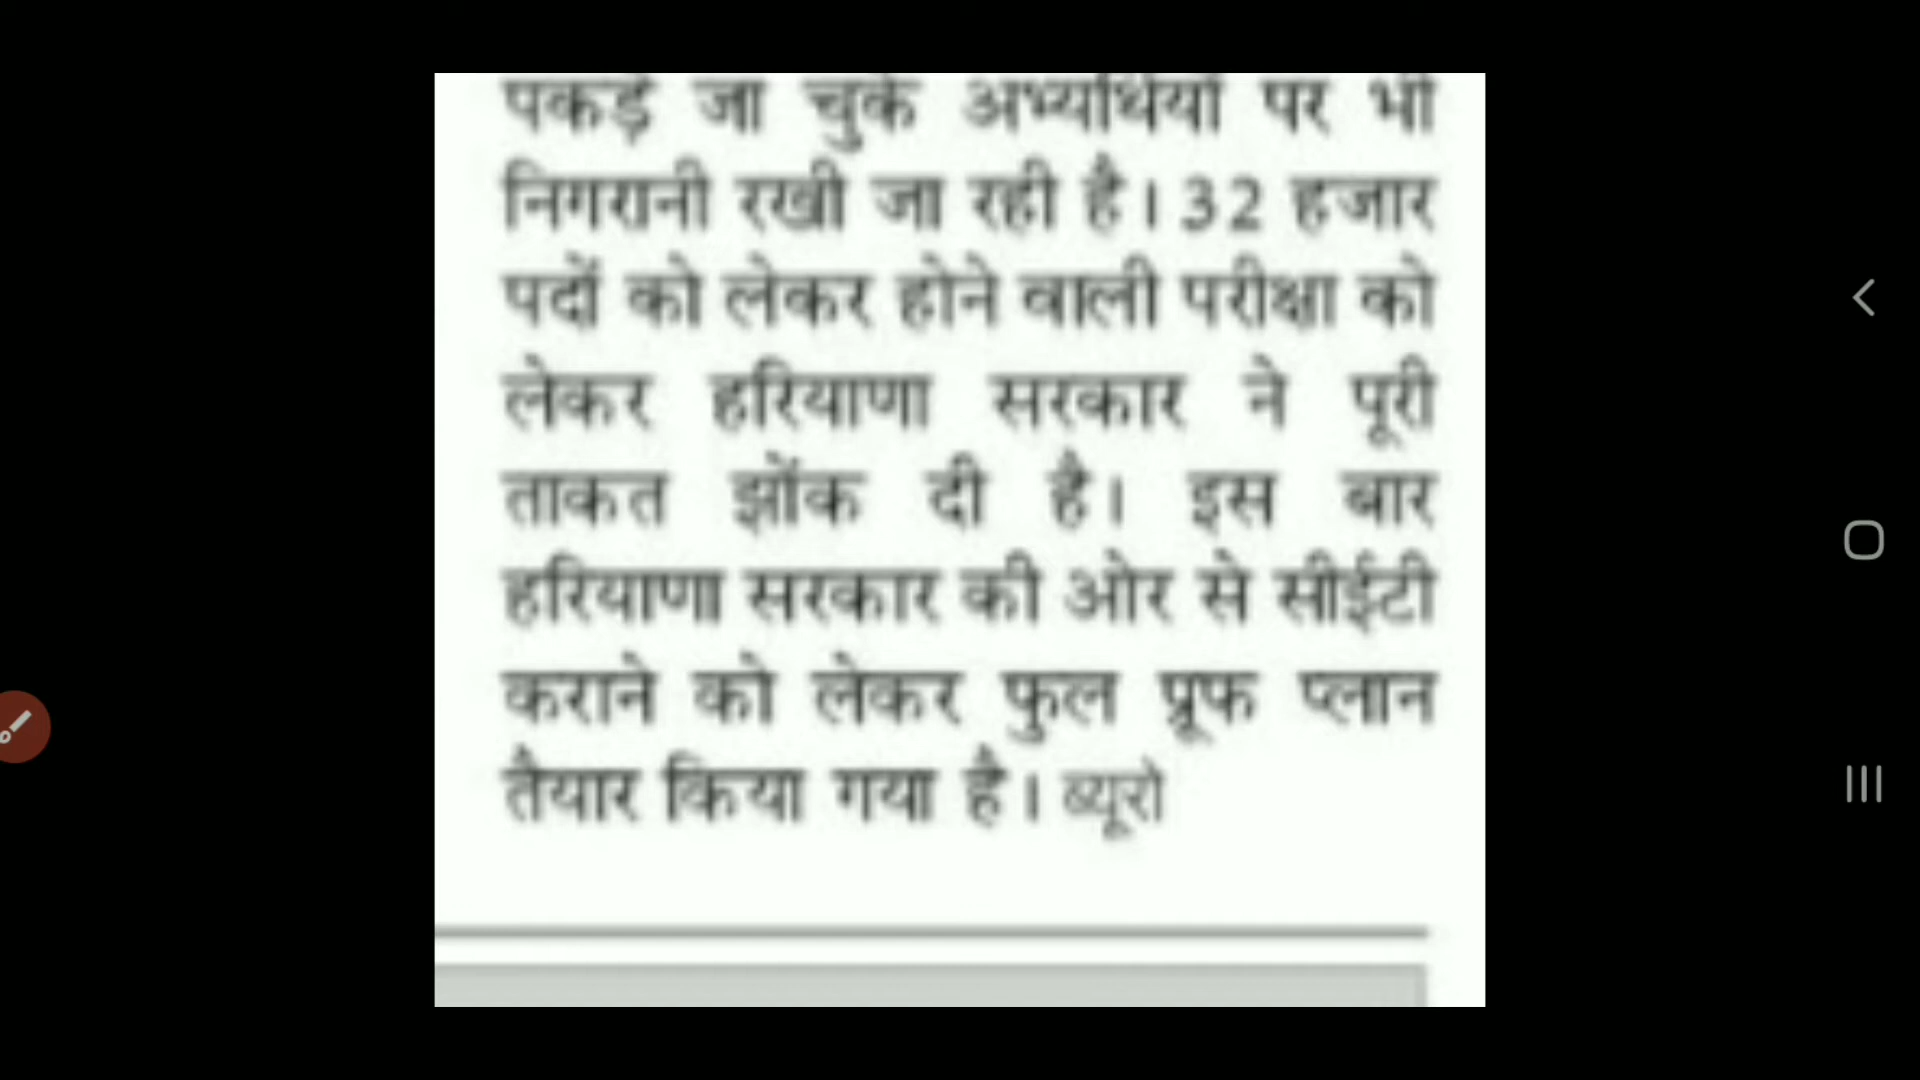 पकड़े जा चुके अभ्यर्थियों पर भी
निगरानी रखी जा रही है। 32 हजार
पदों को लेकर होने वाली परीक्षा को
लेकर हरियाणा सरकार ने पूरी
ताकत झोंक दी है। इस बार
हरियाणा सरकार की ओर से सीईटी
कराने को लेकर फुल प्रूफ प्लान
तैयार किया गया है। ब्यूरो